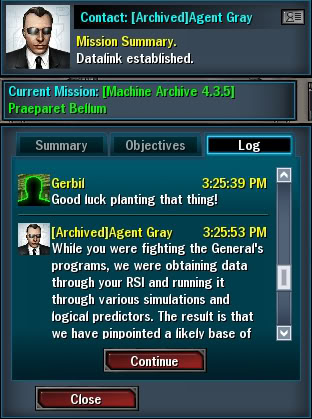 Contact: [Archived]Agent Gray
Mission Summary.
Datalink established.
Current Mission: [Machine Archive 4.3.5]
Praeparet Bellum
Summary
Objectives
Log
Gerbil 3:25:39 PM
Good luck planting that thing!
[Archived]Agent Gray 3:25:53 PM
While you were fighting the General's
programs, we were obtaining data
through your RSI and running it
through various simulations and
logical predictors. The result is that
we have pinpointed a likely base of
Continue
Close